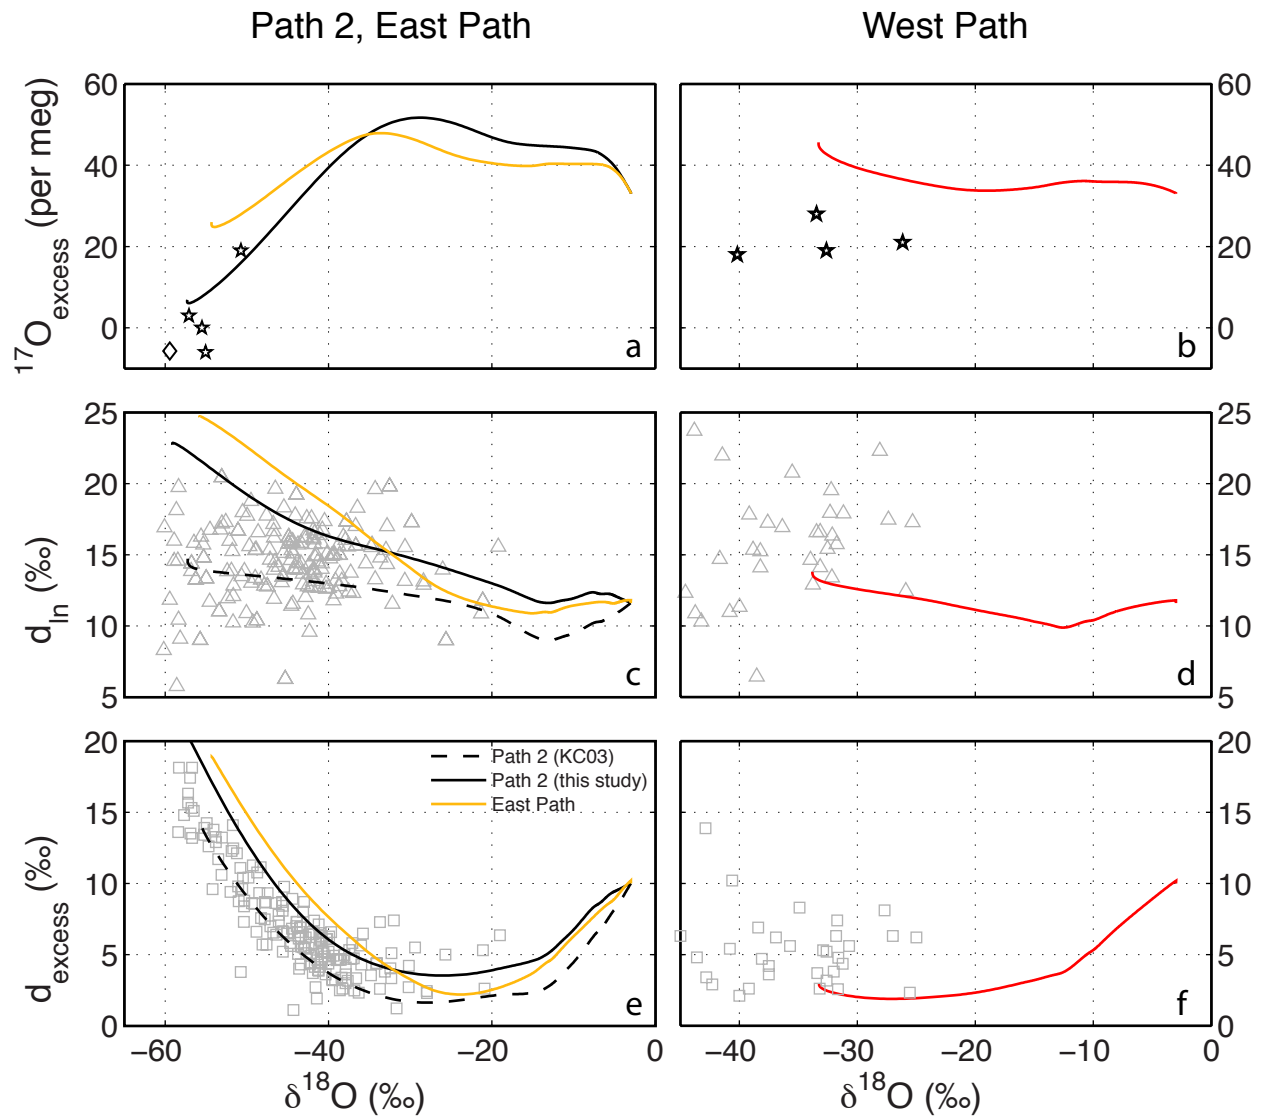 Path 2, East Path
West Path
60
40
20
0
¹⁷O excess (per meg)
a
b
60
40
20
0
25
20
15
10
5
d ln (‰)
c
d
25
20
15
10
5
20
15
10
5
0
d excess (‰)
Path 2 (KC03)
Path 2 (this study)
East Path
e
f
20
15
10
5
0
−60 −40 −20 0
δ¹⁸O (‰)
−40 −30 −20 −10 0
δ¹⁸O (‰)